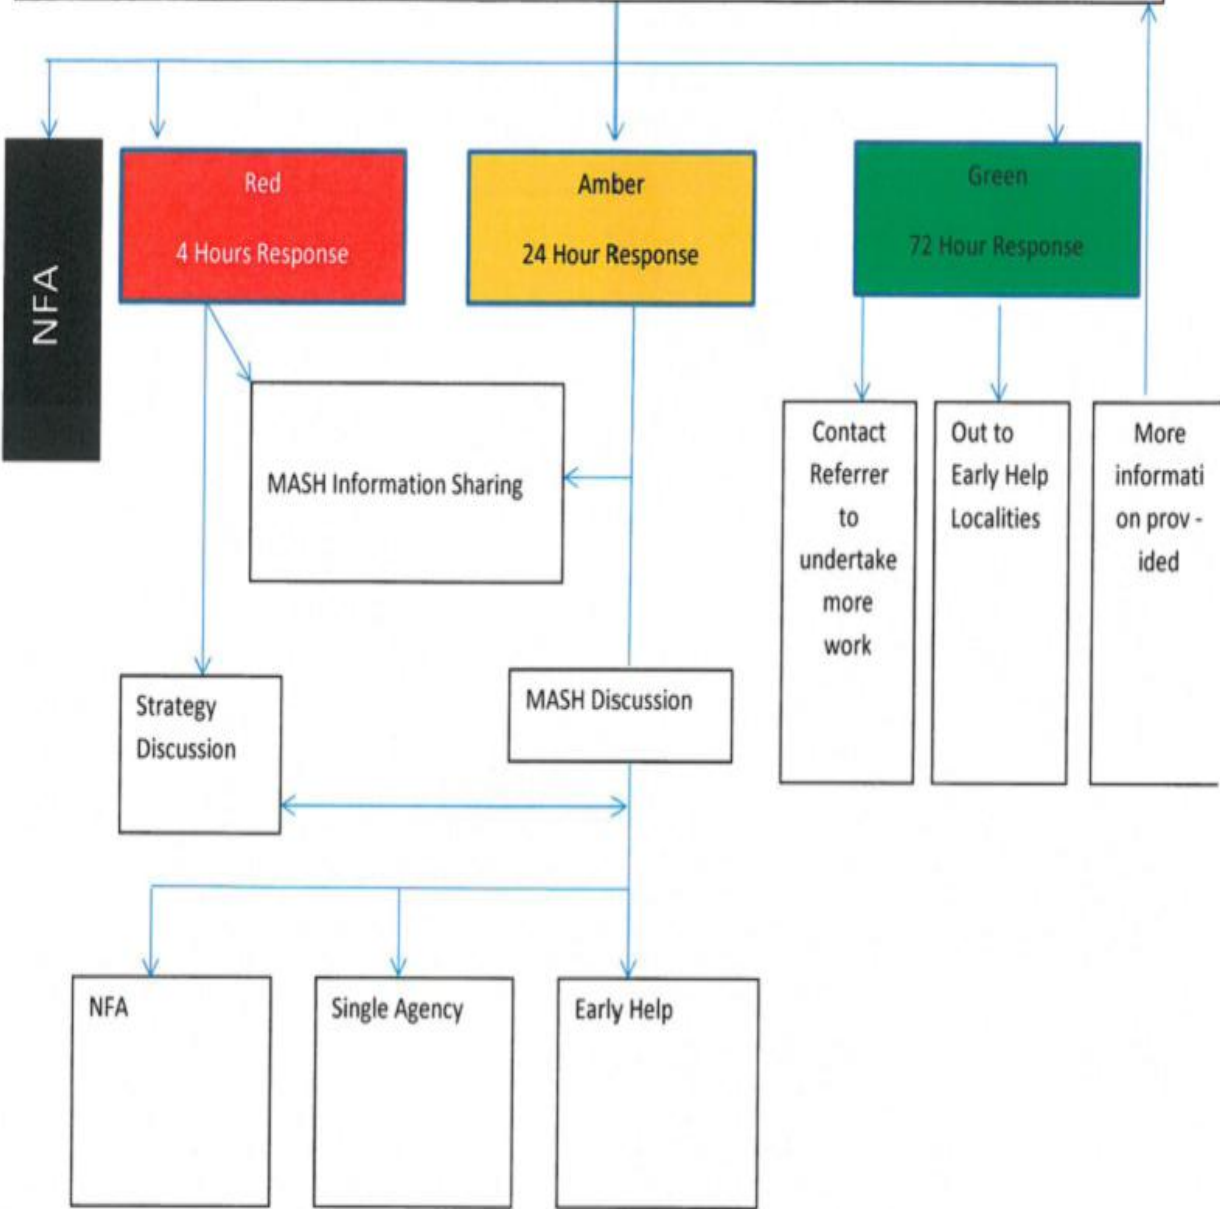 NFA
Red
4 Hours Response
Amber
24 Hour Response
Green
72 Hour Response
MASH Information Sharing
Contact
Referrer
to
undertake
more
work
Out to
Early Help
Localities
More
informati
on prov -
ided
Strategy
Discussion
MASH Discussion
NFA
Single Agency
Early Help